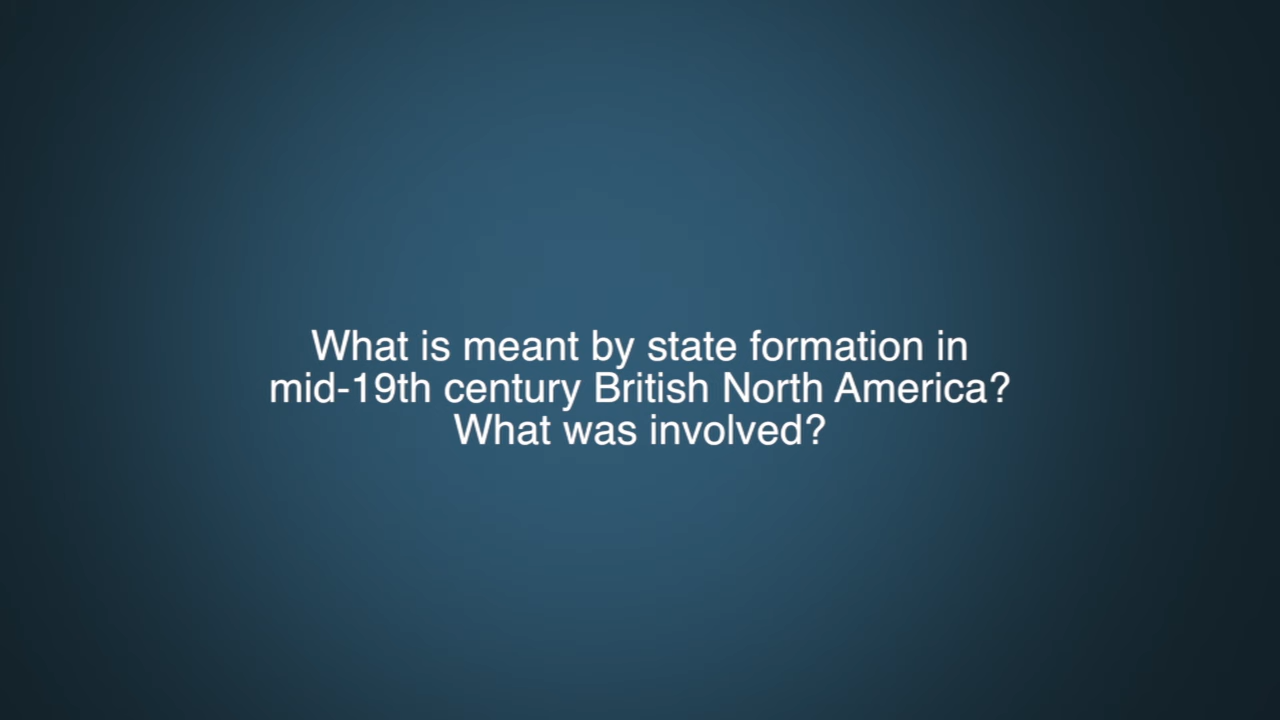 What is meant by state formation in
mid-19th century British North America?
What was involved?